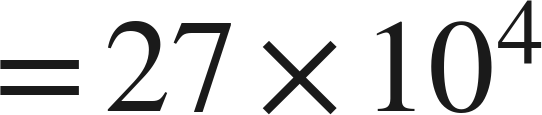 = 27 × 10⁴